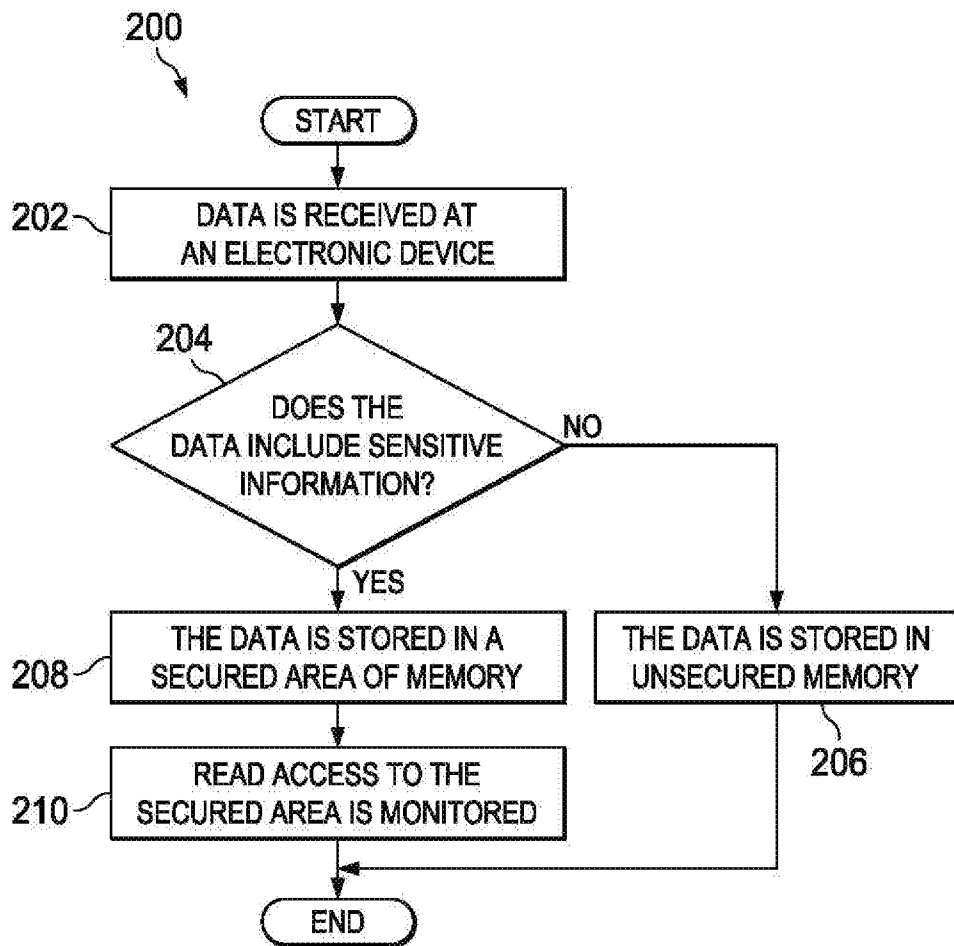 200
START
202
DATA IS RECEIVED AT
AN ELECTRONIC DEVICE
204
DOES THE
DATA INCLUDE SENSITIVE
INFORMATION?
NO
YES
208
THE DATA IS STORED IN A
SECURED AREA OF MEMORY
THE DATA IS STORED IN
UNSECURED MEMORY
206
210
READ ACCESS TO THE
SECURED AREA IS MONITORED
END